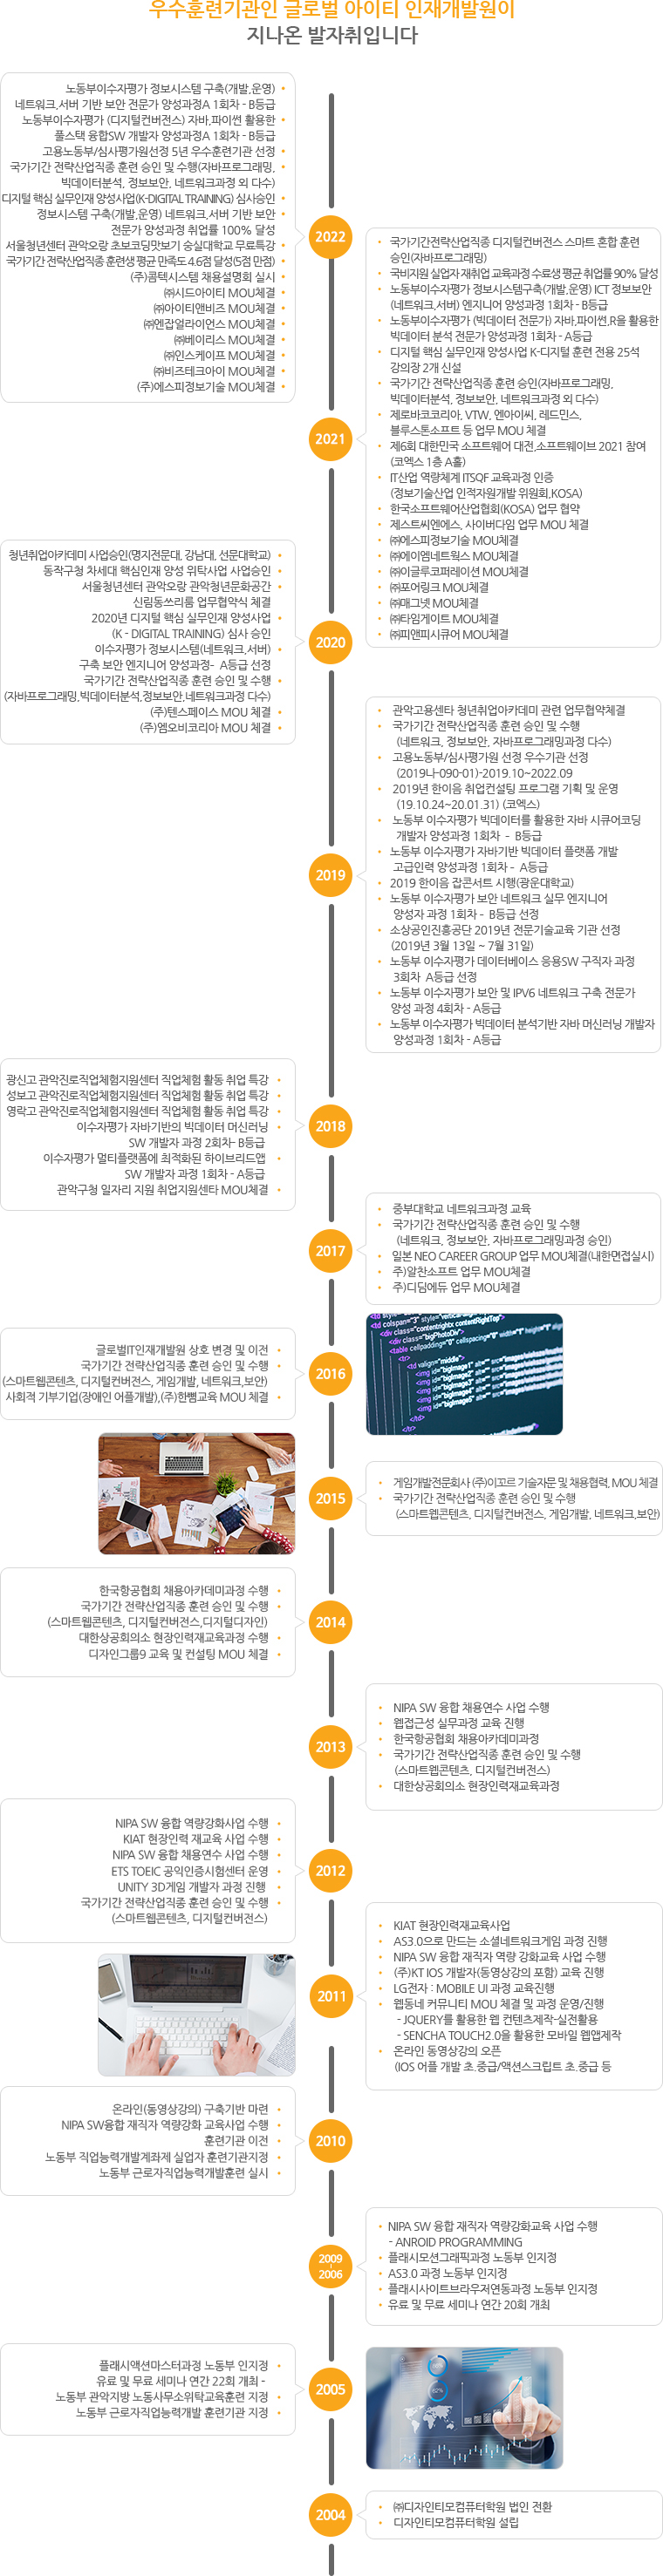 우수훈련기관인 글로벌 아이티 인재개발원이
지나온 발자취입니다
노동부이수자평가 정보시스템 구축(개발,운영)
네트워크,서버 기반 보안 전문가 양성과정A 1회차 - B등급
노동부이수자평가 (디지털컨버전스) 자바,파이썬 활용한
풀스택 융합SW 개발자 양성과정A 1회차 - B등급
고용노동부/심사평가원선정 5년 우수훈련기관 선정
국가기간 전략산업직종 훈련 승인 및 수행(자바프로그래밍,
빅데이터분석, 정보보안, 네트워크과정 외 다수)
디지털 핵심 실무인재 양성사업(K-DIGITAL TRAINING) 심사승인
정보시스템 구축(개발,운영) 네트워크,서버 기반 보안
전문가 양성과정 취업률 100% 달성
서울청년센터 관악오랑 초보코딩맛보기 숭실대학교 무료특강
국가기간 전략산업직종 훈련생 평균 만족도 4.6점 달성(5점 만점)
(주)콤텍시스템 채용설명회 실시
㈜시드아이티 MOU체결
㈜아이티앤비즈 MOU체결
㈜엔잡얼라이언스 MOU체결
㈜베이리스 MOU체결
㈜인스케이프 MOU체결
㈜비즈테크아이 MOU체결
(주)에스피정보기술 MOU체결
2022
국가기간전략산업직종 디지털컨버전스 스마트 혼합 훈련
승인(자바프로그래밍)
국비지원 실업자 재취업 교육과정 수료생 평균 취업률 90% 달성
노동부이수자평가 정보시스템구축(개발,운영) ICT 정보보안
(네트워크,서버) 엔지니어 양성과정 1회차 - B등급
노동부이수자평가 (빅데이터 전문가) 자바,파이썬,R을 활용한
빅데이터 분석 전문가 양성과정 1회차 - A등급
디지털 핵심 실무인재 양성사업 K-디지털 훈련 전용 25석
강의장 2개 신설
국가기간 전략산업직종 훈련 승인(자바프로그래밍,
빅데이터분석, 정보보안, 네트워크과정 외 다수)
제로바코코리아, VTW, 엔아이씨, 레드민스,
블루스톤소프트 등 업무 MOU 체결
제6회 대한민국 소프트웨어 대전,소프트웨이브 2021 참여
(코엑스 1층 A홀)
IT산업 역량체계 ITSQF 교육과정 인증
(정보기술산업 인적자원개발 위원회,KOSA)
한국소프트웨어산업협회(KOSA) 업무 협약
제스트씨엔에스, 사이버다임 업무 MOU 체결
㈜에스피정보기술 MOU체결
㈜에이엠네트웍스 MOU체결
㈜이글루코퍼레이션 MOU체결
㈜포어링크 MOU체결
㈜매그넷 MOU체결
㈜타임게이트 MOU체결
㈜피앤피시큐어 MOU체결
2021
청년취업아카데미 사업승인(명지전문대, 강남대, 선문대학교)
동작구청 차세대 핵심인재 양성 위탁사업 사업승인
서울청년센터 관악오랑 관악청년문화공간
신림동쓰리룸 업무협약식 체결
2020년 디지털 핵심 실무인재 양성사업
(K - DIGITAL TRAINING) 심사 승인
이수자평가 정보시스템(네트워크,서버)
구축 보안 엔지니어 양성과정- A등급 선정
국가기간 전략산업직종 훈련 승인 및 수행
(자바프로그래밍,빅데이터분석,정보보안,네트워크과정 다수)
(주)텐스페이스 MOU 체결
(주)엠오비코리아 MOU 체결
2020
관악고용센타 청년취업아카데미 관련 업무협약체결
국가기간 전략산업직종 훈련 승인 및 수행
(네트워크, 정보보안, 자바프로그래밍과정 다수)
고용노동부/심사평가원 선정 우수기관 선정
(2019나-090-01)-2019.10~2022.09
2019년 한이음 취업컨설팅 프로그램 기획 및 운영
(19.10.24~20.01.31) (코엑스)
노동부 이수자평가 빅데이터를 활용한 자바 시큐어코딩
개발자 양성과정 1회차 - B등급
노동부 이수자평가 자바기반 빅데이터 플랫폼 개발
고급인력 양성과정 1회차 - A등급
2019 한이음 잡콘서트 시행(광운대학교)
노동부 이수자평가 보안 네트워크 실무 엔지니어
양성자 과정 1회차 - B등급 선정
소상공인진흥공단 2019년 전문기술교육 기관 선정
(2019년 3월 13일 ~ 7월 31일)
노동부 이수자평가 데이터베이스 응용SW 구직자 과정
3회차 A등급 선정
노동부 이수자평가 보안 및 IPV6 네트워크 구축 전문가
양성 과정 4회차 - A등급
노동부 이수자평가 빅데이터 분석기반 자바 머신러닝 개발자
양성과정 1회차 - A등급
2019
광신고 관악진로직업체험지원센터 직업체험 활동 취업 특강
성보고 관악진로직업체험지원센터 직업체험 활동 취업 특강
영락고 관악진로직업체험지원센터 직업체험 활동 취업 특강
이수자평가 자바기반의 빅데이터 머신러닝
SW 개발자 과정 2회차- B등급
이수자평가 멀티플랫폼에 최적화된 하이브리드앱
SW 개발자 과정 1회차 - A등급
관악구청 일자리 지원 취업지원센타 MOU체결
2018
중부대학교 네트워크과정 교육
국가기간 전략산업직종 훈련 승인 및 수행
(네트워크, 정보보안, 자바프로그래밍과정 승인)
일본 NEO CAREER GROUP 업무 MOU체결(내한면접실시)
주)알찬소프트 업무 MOU체결
주)디딤에듀 업무 MOU체결
2017
글로벌IT인재개발원 상호 변경 및 이전
국가기간 전략산업직종 훈련 승인 및 수행
(스마트웹콘텐츠, 디지털컨버전스, 게임개발, 네트워크,보안)
사회적 기부기업(장애인 어플개발),(주)한뼘교육 MOU 체결
2016
게임개발전문회사 (주)이꼬르 기술자문 및 채용협력, MOU 체결
국가기간 전략산업직종 훈련 승인 및 수행
(스마트웹콘텐츠, 디지털컨버전스, 게임개발, 네트워크,보안)
2015
한국항공협회 채용아카데미과정 수행
국가기간 전략산업직종 훈련 승인 및 수행
(스마트웹콘텐츠, 디지털컨버전스,디지털디자인)
대한상공회의소 현장인력재교육과정 수행
디자인그룹9 교육 및 컨설팅 MOU 체결
2014
NIPA SW 융합 채용연수 사업 수행
웹접근성 실무과정 교육 진행
한국항공협회 채용아카데미과정
국가기간 전략산업직종 훈련 승인 및 수행
(스마트웹콘텐츠, 디지털컨버전스)
대한상공회의소 현장인력재교육과정
2013
NIPA SW 융합 역량강화사업 수행
KIAT 현장인력 재교육 사업 수행
NIPA SW 융합 채용연수 사업 수행
ETS TOEIC 공익인증시험센터 운영
UNITY 3D게임 개발자 과정 진행
국가기간 전략산업직종 훈련 승인 및 수행
(스마트웹콘텐츠, 디지털컨버전스)
2012
KIAT 현장인력재교육사업
AS3.0으로 만드는 소셜네트워크게임 과정 진행
NIPA SW 융합 재직자 역량 강화교육 사업 수행
(주)KT IOS 개발자(동영상강의 포함) 교육 진행
LG전자 : MOBILE UI 과정 교육진행
웹동네 커뮤니티 MOU 체결 및 과정 운영/진행
- JQUERY를 활용한 웹 컨텐츠제작-실전활용
- SENCHA TOUCH2.0을 활용한 모바일 웹앱제작
온라인 동영상강의 오픈
(IOS 어플 개발 초.중급/액션스크립트 초.중급 등
2011
온라인(동영상강의) 구축기반 마련
NIPA SW융합 재직자 역량강화 교육사업 수행
훈련기관 이전
노동부 직업능력개발계좌제 실업자 훈련기관지정
노동부 근로자직업능력개발훈련 실시
2010
NIPA SW 융합 재직자 역량강화교육 사업 수행
- ANROID PROGRAMMING
플래시모션그래픽과정 노동부 인지정
AS3.0 과정 노동부 인지정
플래시사이트브라우저연동과정 노동부 인지정
유료 및 무료 세미나 연간 20회 개최
2009
2006
플래시액션마스터과정 노동부 인지정
유료 및 무료 세미나 연간 22회 개최 -
노동부 관악지방 노동사무소위탁교육훈련 지정
노동부 근로자직업능력개발 훈련기관 지정
2005
㈜디자인티모컴퓨터학원 법인 전환
디자인티모컴퓨터학원 설립
2004